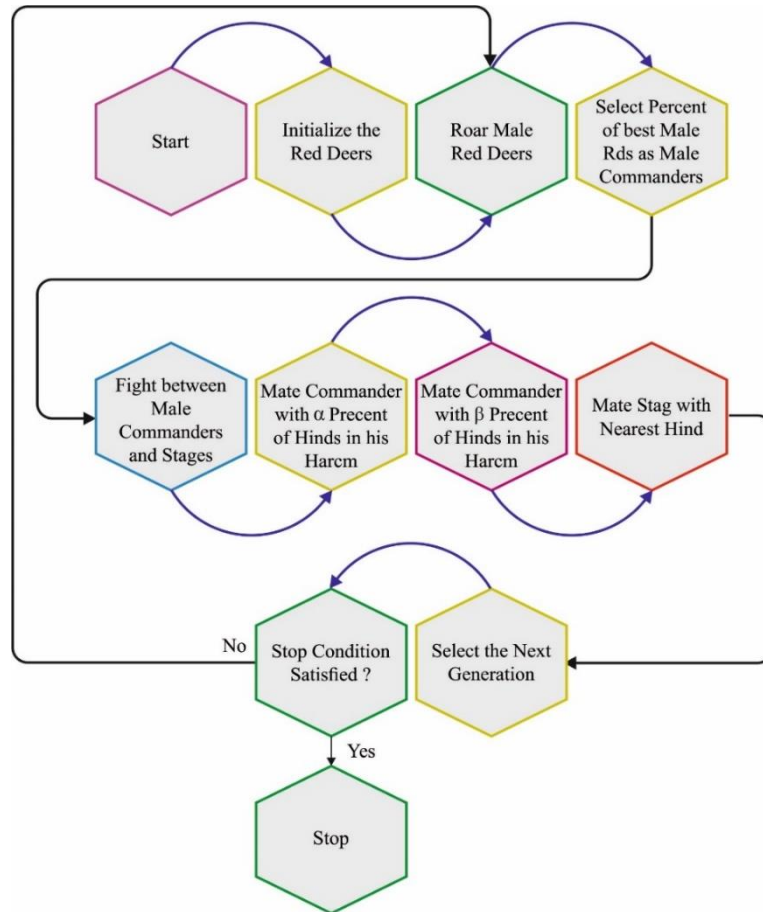 Start
Initialize the
Red Deers
Roar Male
Red Deers
Select Percent
of best Male
Rds as Male
Commanders
Fight between
Male
Commanders
and Stages
Mate Commander
with α Precent
of Hinds in his
Harcm
Mate Commander
with β Precent
of Hinds in his
Harcm
Mate Stag with
Nearest Hind
No
Stop Condition
Satisfied ?
Select the Next
Generation
Yes
Stop